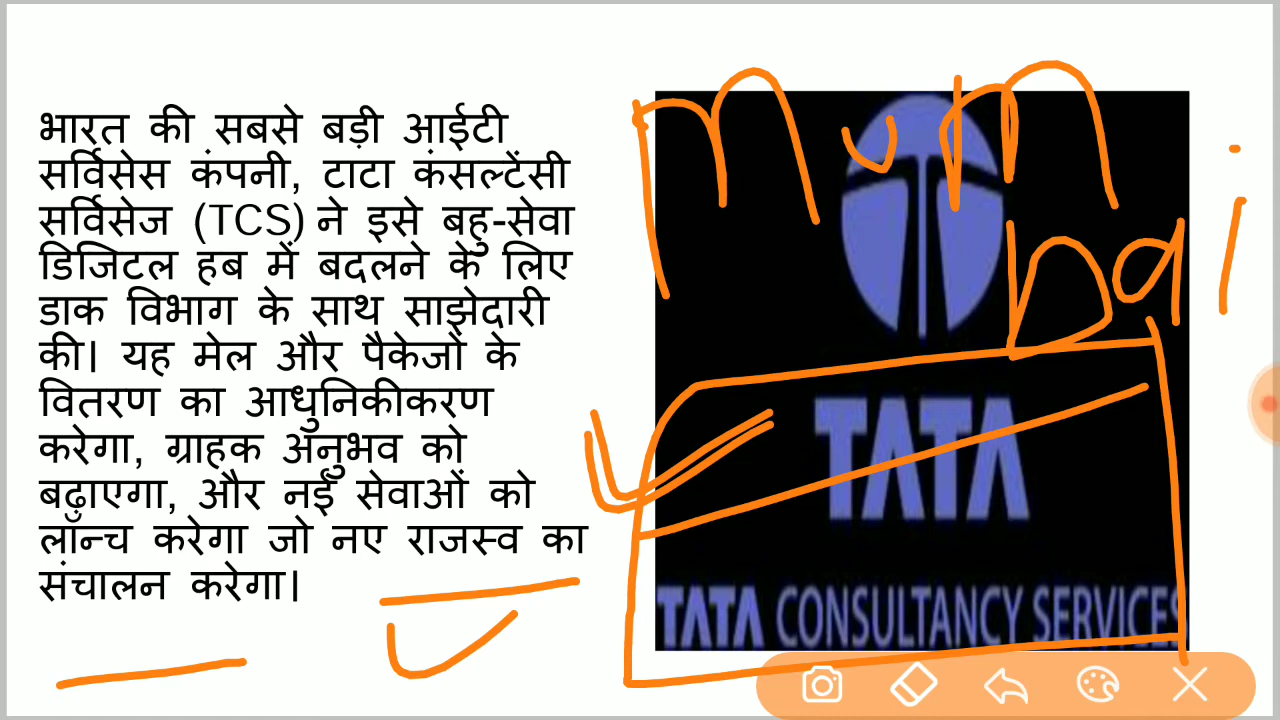 भारत की सबसे बड़ी आईटी
सर्विसेस कंपनी, टाटा कंसल्टेंसी
सर्विसेज (TCS) ने इसे बहु-सेवा
डिजिटल हब में बदलने के लिए
डाक विभाग के साथ साझेदारी
की। यह मेल और पैकेजों के
वितरण का आधुनिकीकरण
करेगा, ग्राहक अनुभव को
बढ़ाएगा, और नई सेवाओं को
लॉन्च करेगा जो नए राजस्व का
संचालन करेगा।
mum
bai
TATA
TATA CONSULTANCY SERVICES